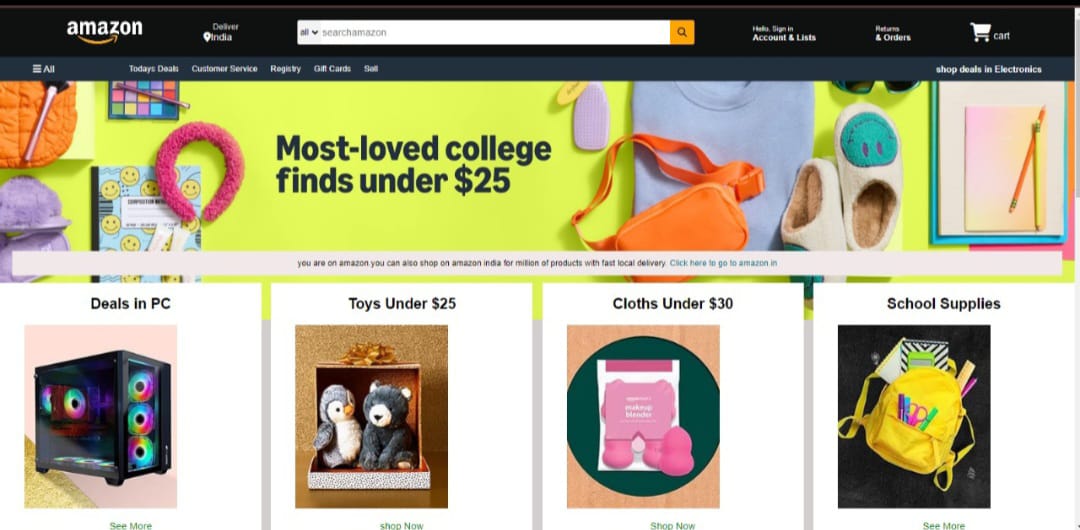 amazon
Deliver
India
all
searchamazon
Hello, Sign in
Account & Lists
Returns
& Orders
cart
All
Todays Deals
Customer Service
Registry
Gift Cards
Sell
shop deals in Electronics
Most-loved college
finds under $25
COMPOSITION
you are on amazon.you can also shop on amazon india for million of products with fast local delivery. Click here to go to amazon in
Deals in PC
Toys Under $25
Cloths Under $30
School Supplies
makeup
blender
See More
shop Now
Shop Now
See More